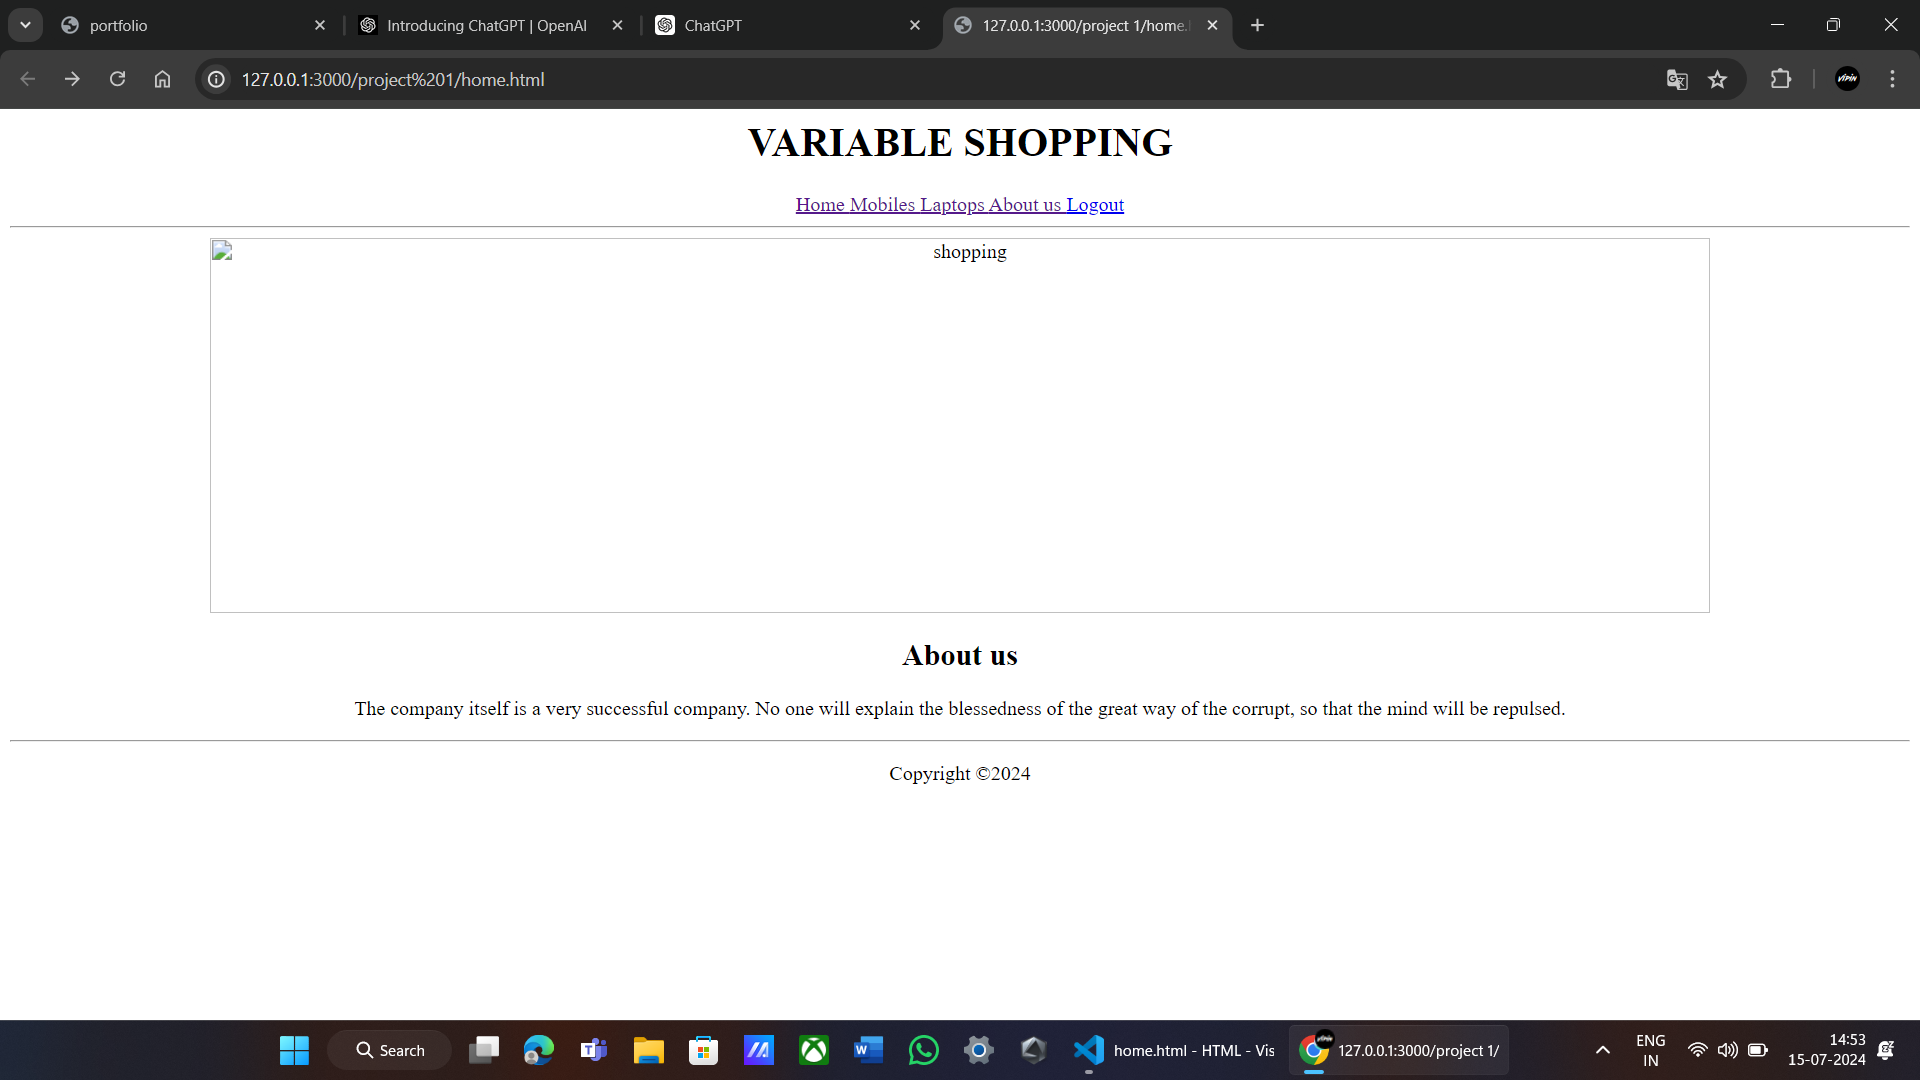 portfolio
Introducing ChatGPT | OpenAI
ChatGPT
127.0.0.1:3000/project 1/home.
127.0.0.1:3000/project%201/home.html
VIPIN
VARIABLE SHOPPING
Home Mobiles Laptops About us Logout
shopping
About us
The company itself is a very successful company. No one will explain the blessedness of the great way of the corrupt, so that the mind will be repulsed.
Copyright ©2024
Search
home.html - HTML - Vis
127.0.0.1:3000/project 1/
ENG
IN
14:53
15-07-2024